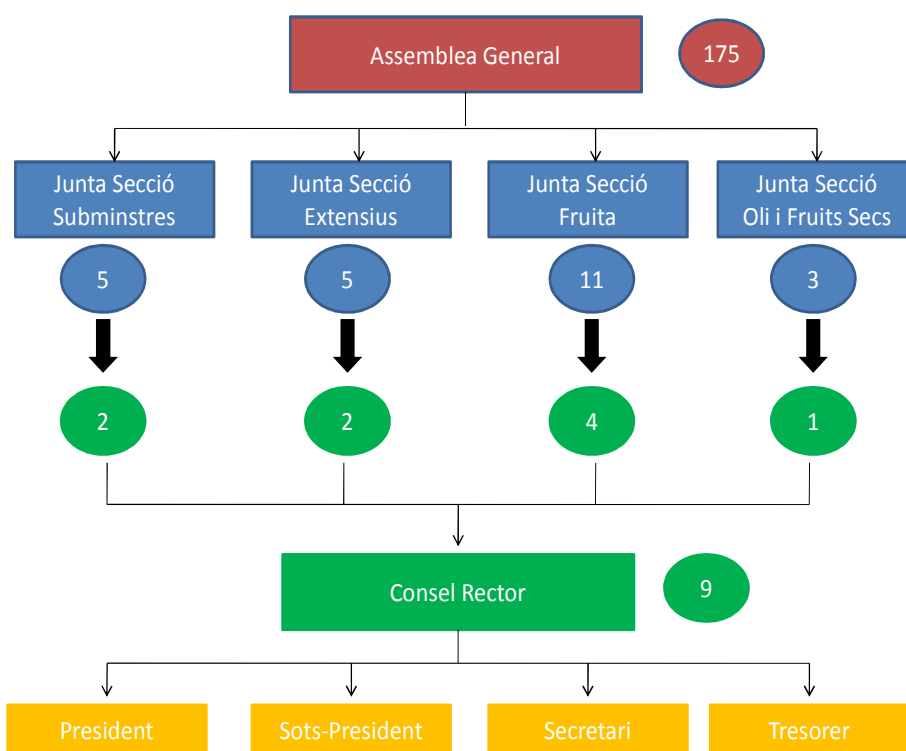 Assemblea General
175
Junta Secció
Subminstres
Junta Secció
Extensius
Junta Secció
Fruita
Junta Secció
Oli i Fruits Secs
5
5
11
3
2
2
4
1
Consel Rector
9
President
Sots-President
Secretari
Tresorer